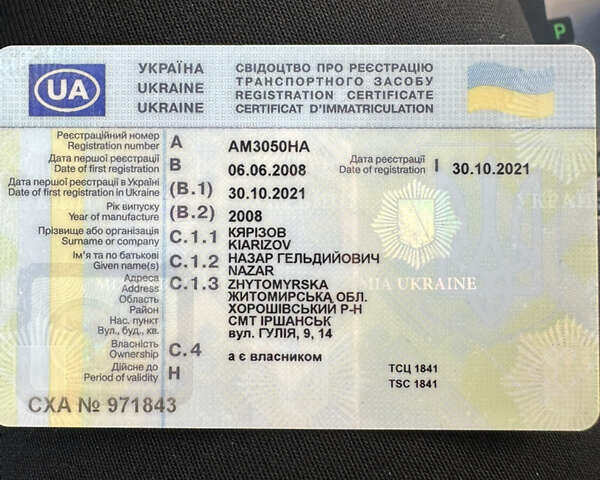 P
УКРАЇНА СВІДОЦТВО ПРО РЕЄСТРАЦІЮ
UA UKRAINE ТРАНСПОРТНОГО ЗАСОБУ
UKRAINE REGISTRATION CERTIFICATE
CERTIFICAT D'IMMATRICULATION
Реєстраційний номер
Registration number A AM3050HA
Дата першої реєстрації
Date of first registration B 06.06.2008 Дата реєстрації
Date of registration I 30.10.2021
Дата першої реєстрації в Україні
Date of first registration in Ukraine (B.1) 30.10.2021
Рік випуску
Year of manufacture (B.2) 2008
Прізвище або організація
Surname or company C.1.1 КЯРІЗОВ
KIARIZOV
Ім'я та по батькові
Given name(s) C.1.2 НАЗАР ГЕЛЬДИЙОВИЧ
NAZAR
MIA UKRAINE
Адреса
Address C.1.3 ZHYTOMYRSKA
Область ЖИТОМИРСЬКА ОБЛ.
Район ХОРОШІВСЬКИЙ Р-Н
Нас. пункт СМТ ІРШАНСЬК
Вул., буд., кв. вул. ГУЛІЯ, 9, 14
Власність
Ownership C.4 а є власником
Дійсне до
Period of validity H
ТСЦ 1841
TSC 1841
СХА № 971843